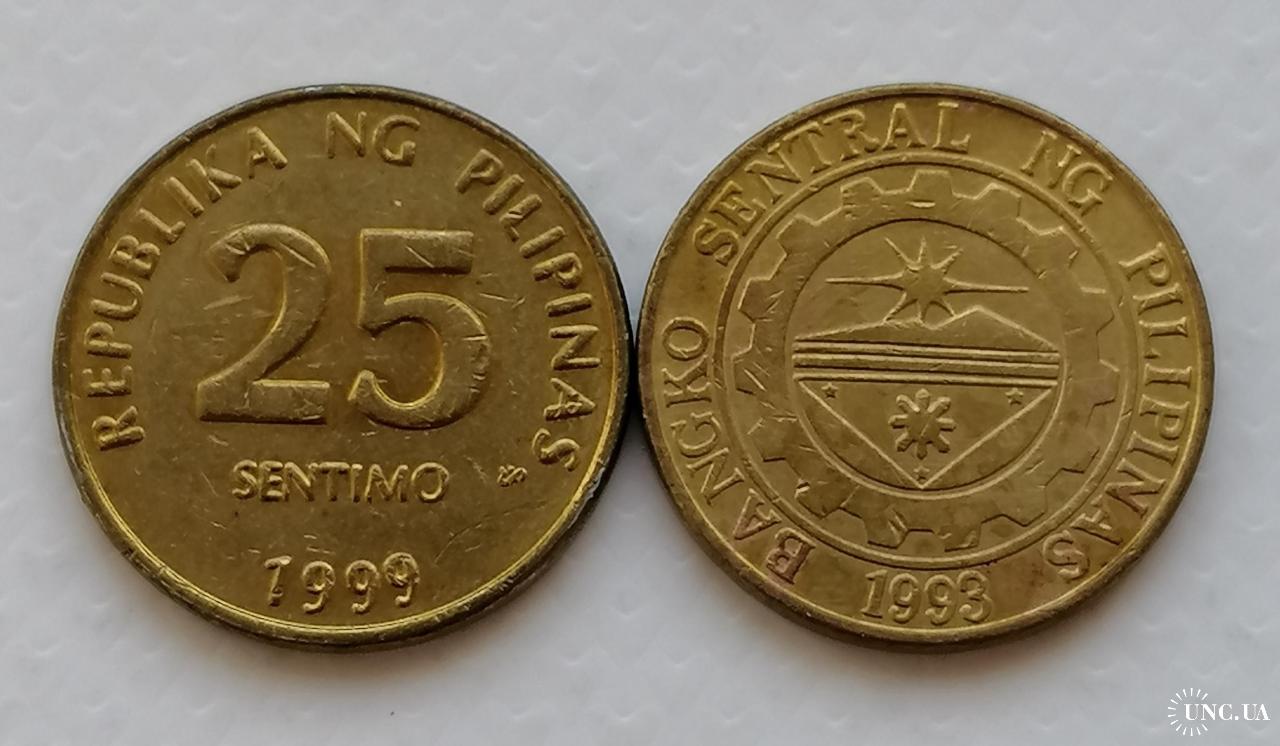 REPUBLIKA NG PILIPINAS
25
SENTIMO
1999
BANGKO SENTRAL NG PILIPINAS
1993
UNC.UA